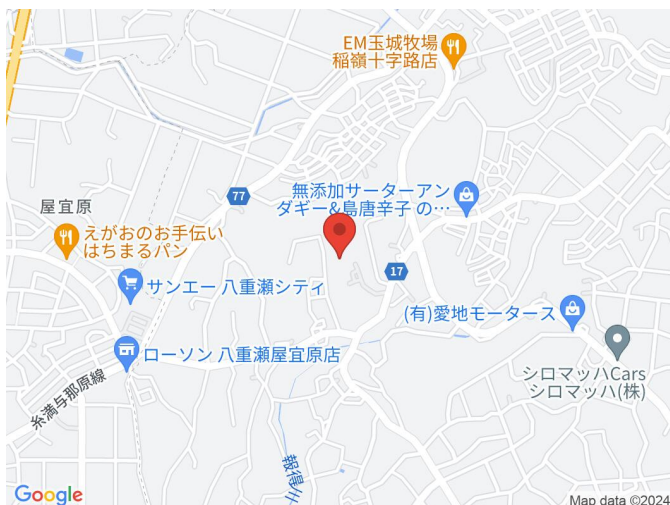 EM玉城牧場
稲嶺十字路店
77
無添加サーターアン
ダギー&島唐辛子 の…
屋宜原
えがおのお手伝い
はちまるパン
17
サンエー 八重瀬シティ
(有)愛地モータース
ローソン 八重瀬屋宜原店
シロマッハCars
シロマッハ(株)
糸満与那原線
報得川
Google
Map data ©2024